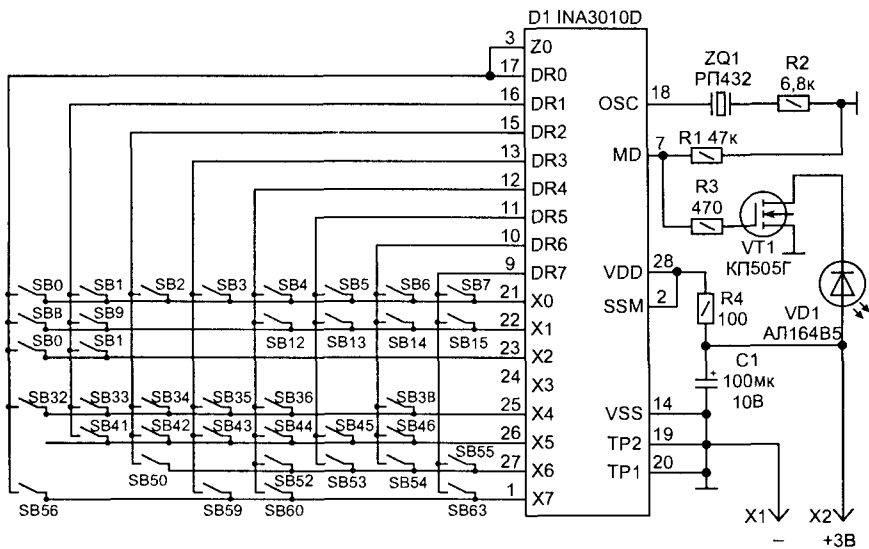 D1 INA3010D
3 Z0
17 DR0
16 DR1
15 DR2
13 DR3
12 DR4
11 DR5
10 DR6
9 DR7
21 X0
22 X1
23 X2
24 X3
25 X4
26 X5
27 X6
1 X7
SB0 SB1 SB2 SB3 SB4 SB5 SB6 SB7
SB8 SB9
SB12 SB13 SB14 SB15
SB0 SB1
SB32 SB33 SB34 SB35 SB36 SB38
SB41 SB42 SB43 SB44 SB45 SB46
SB50 SB52 SB53 SB54 SB55
SB56 SB59 SB60 SB63
OSC 18
MD 7
VDD 28
SSM 2
VSS 14
TP2 19
TP1 20
ZQ1
РП432
R2
6,8к
R1 47к
R3
470
VT1
КП505Г
R4
100
VD1
АЛ164В5
C1
+
100мк
10В
X1 X2
– +3В